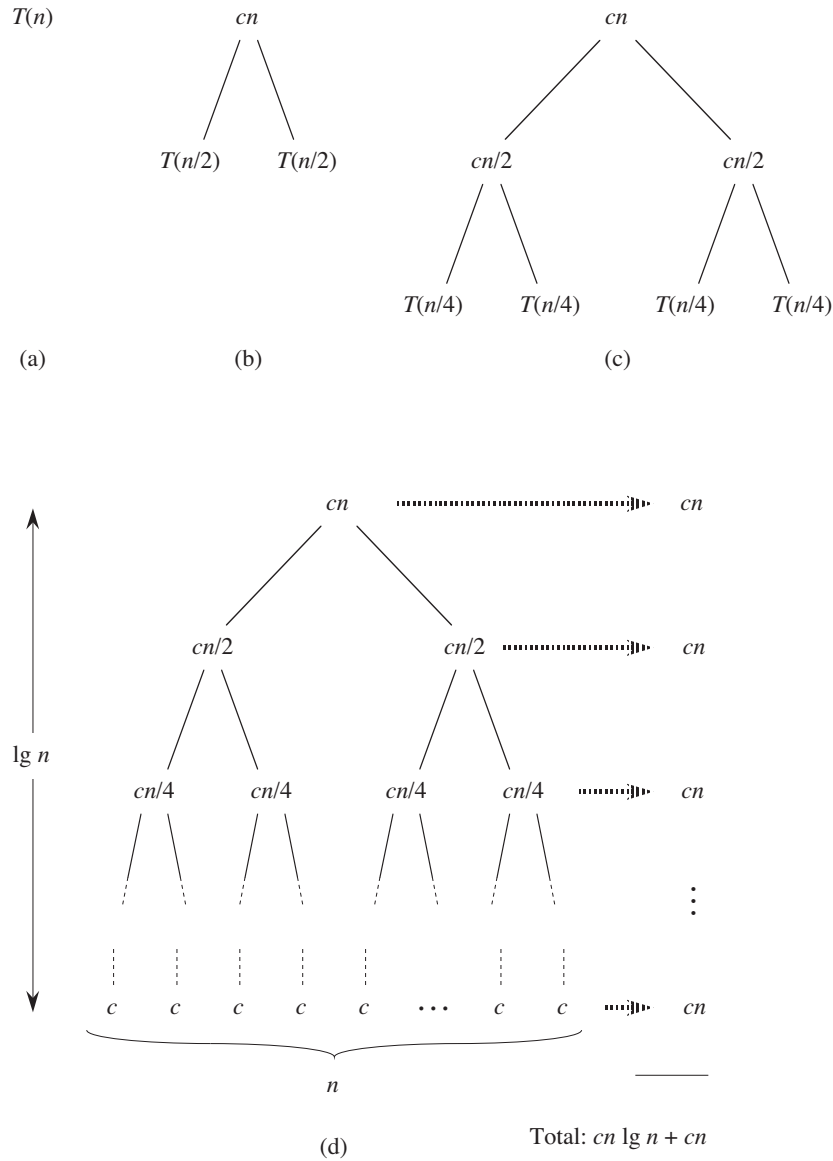 T(n) cn cn
T(n/2) T(n/2) cn/2 cn/2
T(n/4) T(n/4) T(n/4) T(n/4)
(a) (b) (c)
cn cn
cn/2 cn/2 cn
lg n
cn/4 cn/4 cn/4 cn/4 cn
⋮
c c c c c … c c cn
n
Total: cn lg n + cn
(d)